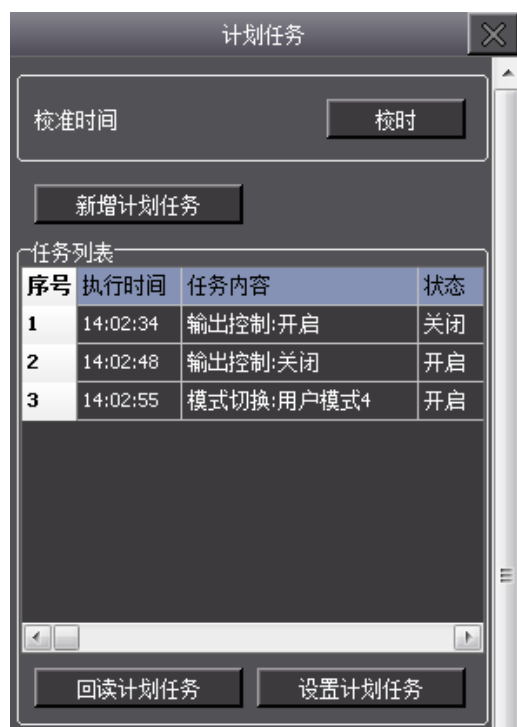 计划任务
校准时间 校时
新增计划任务
任务列表
序号 执行时间 任务内容 状态
1 14:02:34 输出控制:开启 关闭
2 14:02:48 输出控制:关闭 开启
3 14:02:55 模式切换:用户模式4 开启
回读计划任务 设置计划任务